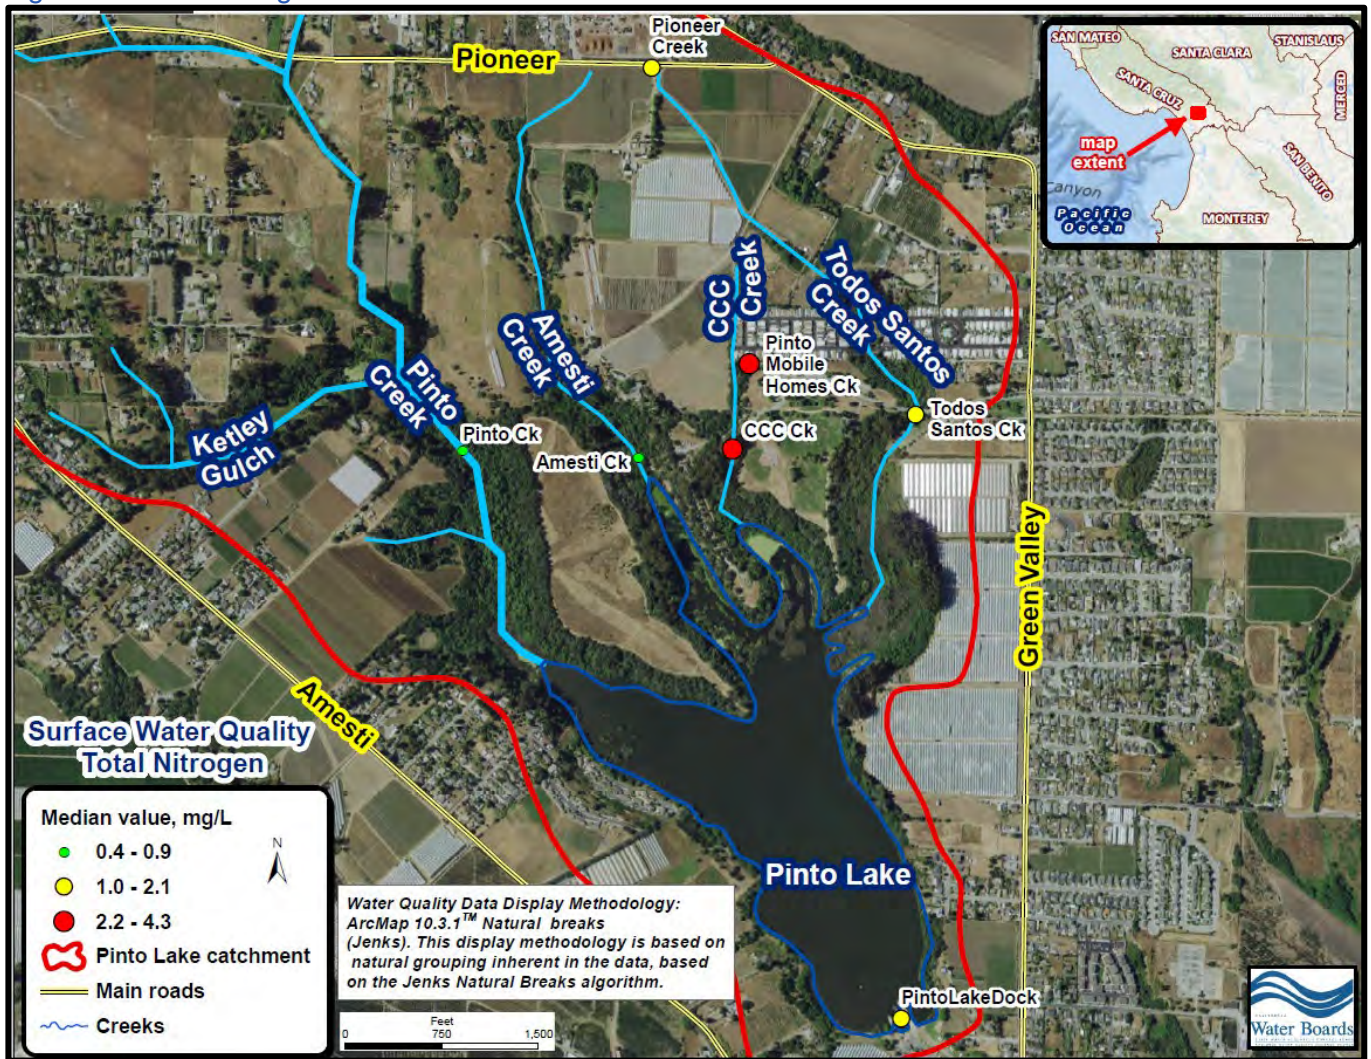 Pioneer
Creek
Pioneer
SAN MATEO
SANTA CLARA
STANISLAUS
SANTA CRUZ
MERCED
map
extent
SAN BENITO
Canyon
Pacific
Ocean
MONTEREY
CCC
Creek
Todos Santos
Creek
Amesti
Creek
Pinto
Mobile
Homes Ck
Pinto
Creek
Ketley
Gulch
Pinto Ck
Amesti Ck
CCC Ck
Todos
Santos Ck
Green Valley
Amesti
Surface Water Quality
Total Nitrogen
Median value, mg/L
0.4 - 0.9
1.0 - 2.1
2.2 - 4.3
Pinto Lake catchment
Main roads
Creeks
N
Water Quality Data Display Methodology:
ArcMap 10.3.1TM Natural breaks
(Jenks). This display methodology is based on
natural grouping inherent in the data, based
on the Jenks Natural Breaks algorithm.
Feet
0 750 1,500
Pinto Lake
PintoLakeDock
CALIFORNIA
Water Boards